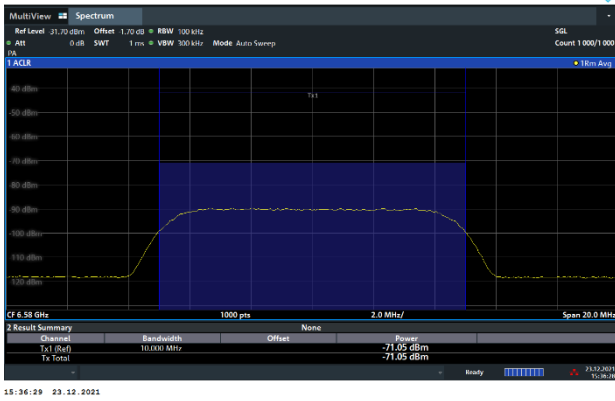 MultiView Spectrum
Ref Level -31.70 dBm Offset 1.70 dB RBW 100 kHz SGL
Att 0 dB SWT 1 ms VBW 300 kHz Mode Auto Sweep Count 1000/1000
PA
1 ACLR 1Rm Avg
-40 dBm
Tx1
-50 dBm
-60 dBm
-70 dBm
-80 dBm
-90 dBm
-100 dBm
-110 dBm
-120 dBm
CF 6.58 GHz 1000 pts 2.0 MHz/ Span 20.0 MHz
2 Result Summary None
Channel Bandwidth Offset Power
Tx1 (Ref) 10.000 MHz -71.05 dBm
Tx Total -71.05 dBm
Ready 23.12.2021
15:36:28
15:36:29 23.12.2021